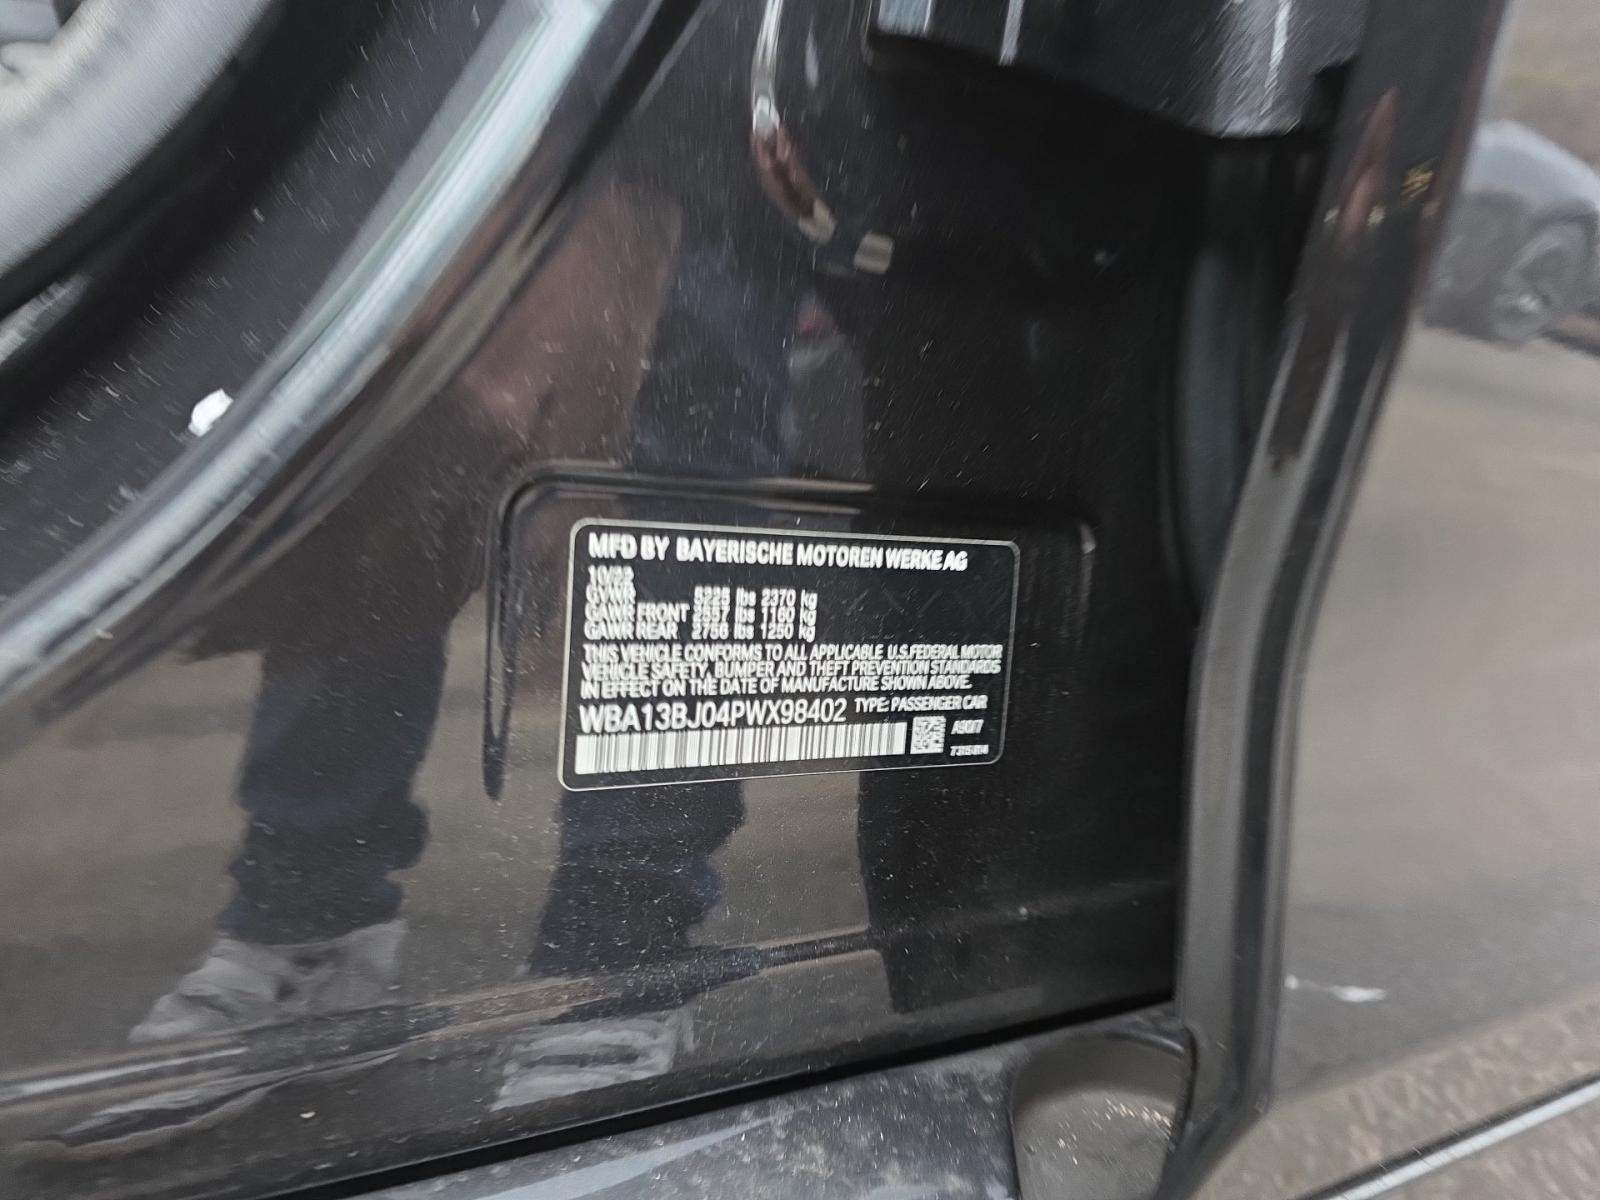 MFD BY BAYERISCHE MOTOREN WERKE AG
10/22
GVWR 5225 lbs 2370 kg
GAWR FRONT 2557 lbs 1160 kg
GAWR REAR 2756 lbs 1250 kg
THIS VEHICLE CONFORMS TO ALL APPLICABLE U.S.FEDERAL MOTOR
VEHICLE SAFETY, BUMPER AND THEFT PREVENTION STANDARDS
IN EFFECT ON THE DATE OF MANUFACTURE SHOWN ABOVE.
WBA13BJ04PWX98402 TYPE: PASSENGER CAR